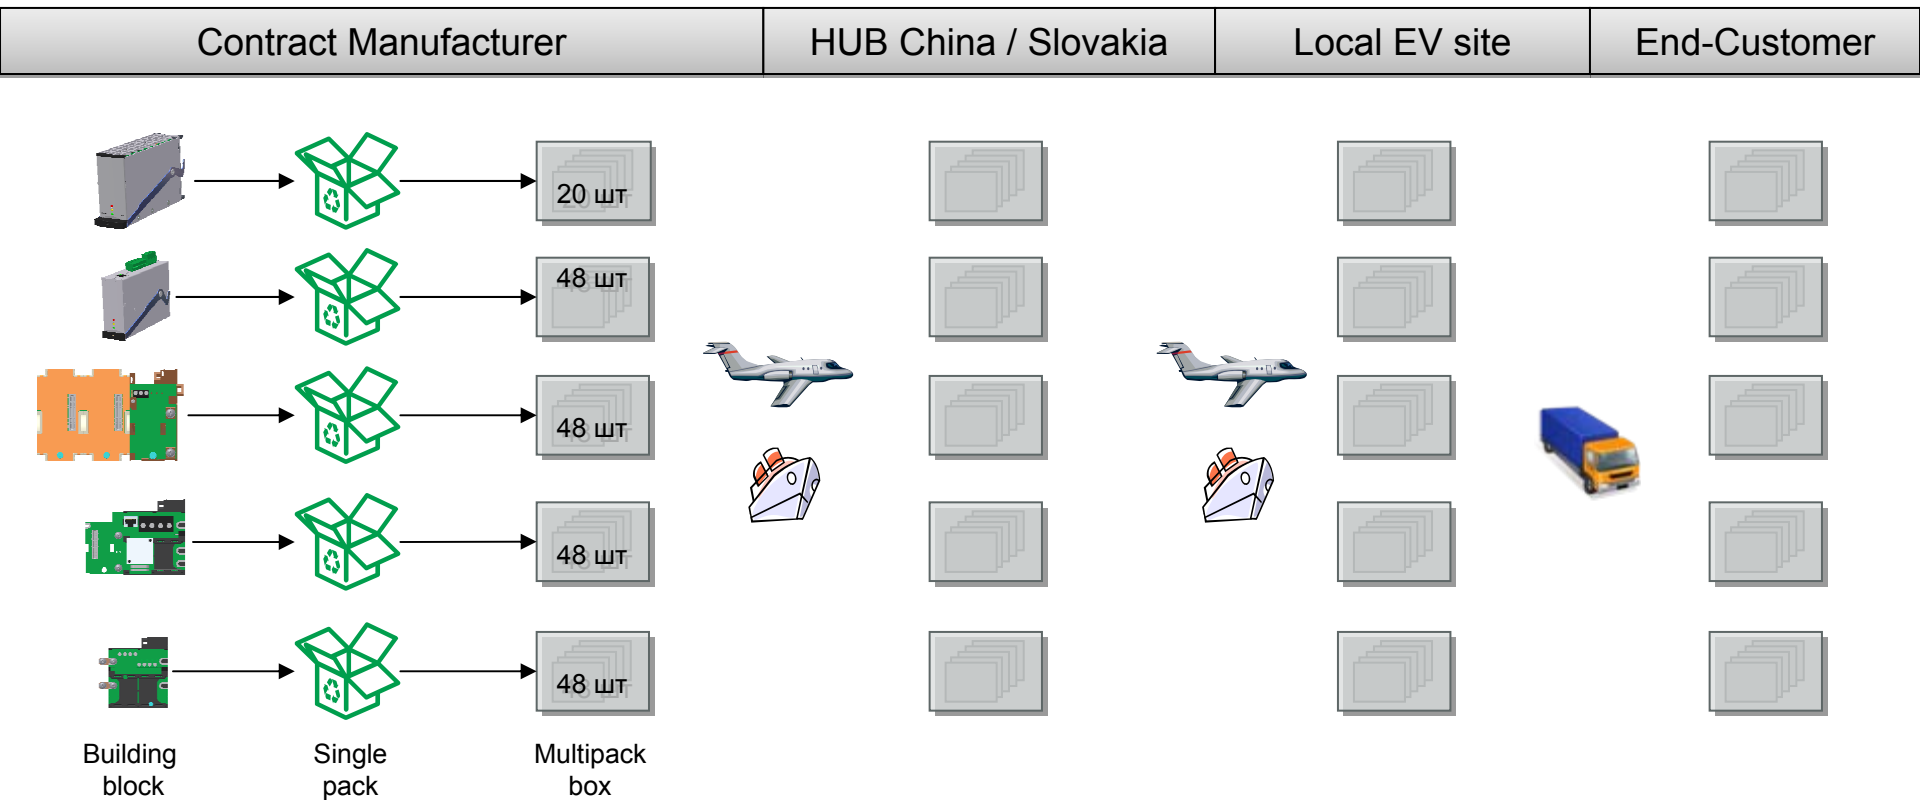 Contract Manufacturer
HUB China / Slovakia
Local EV site
End-Customer
20 шт
48 шт
48 шт
48 шт
48 шт
Building
block
Single
pack
Multipack
box